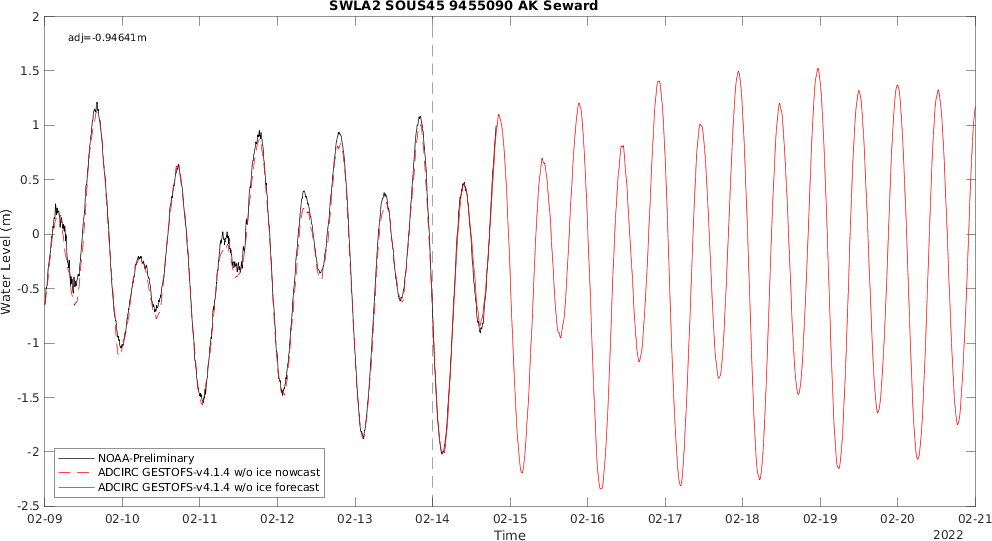 SWLA2 SOUS45 9455090 AK Seward
adj=-0.94641m
2
1.5
1
0.5
0
-0.5
-1
-1.5
-2
-2.5
Water Level (m)
NOAA-Preliminary
ADCIRC GESTOFS-v4.1.4 w/o ice nowcast
ADCIRC GESTOFS-v4.1.4 w/o ice forecast
02-09 02-10 02-11 02-12 02-13 02-14 02-15 02-16 02-17 02-18 02-19 02-20 02-21
Time
2022